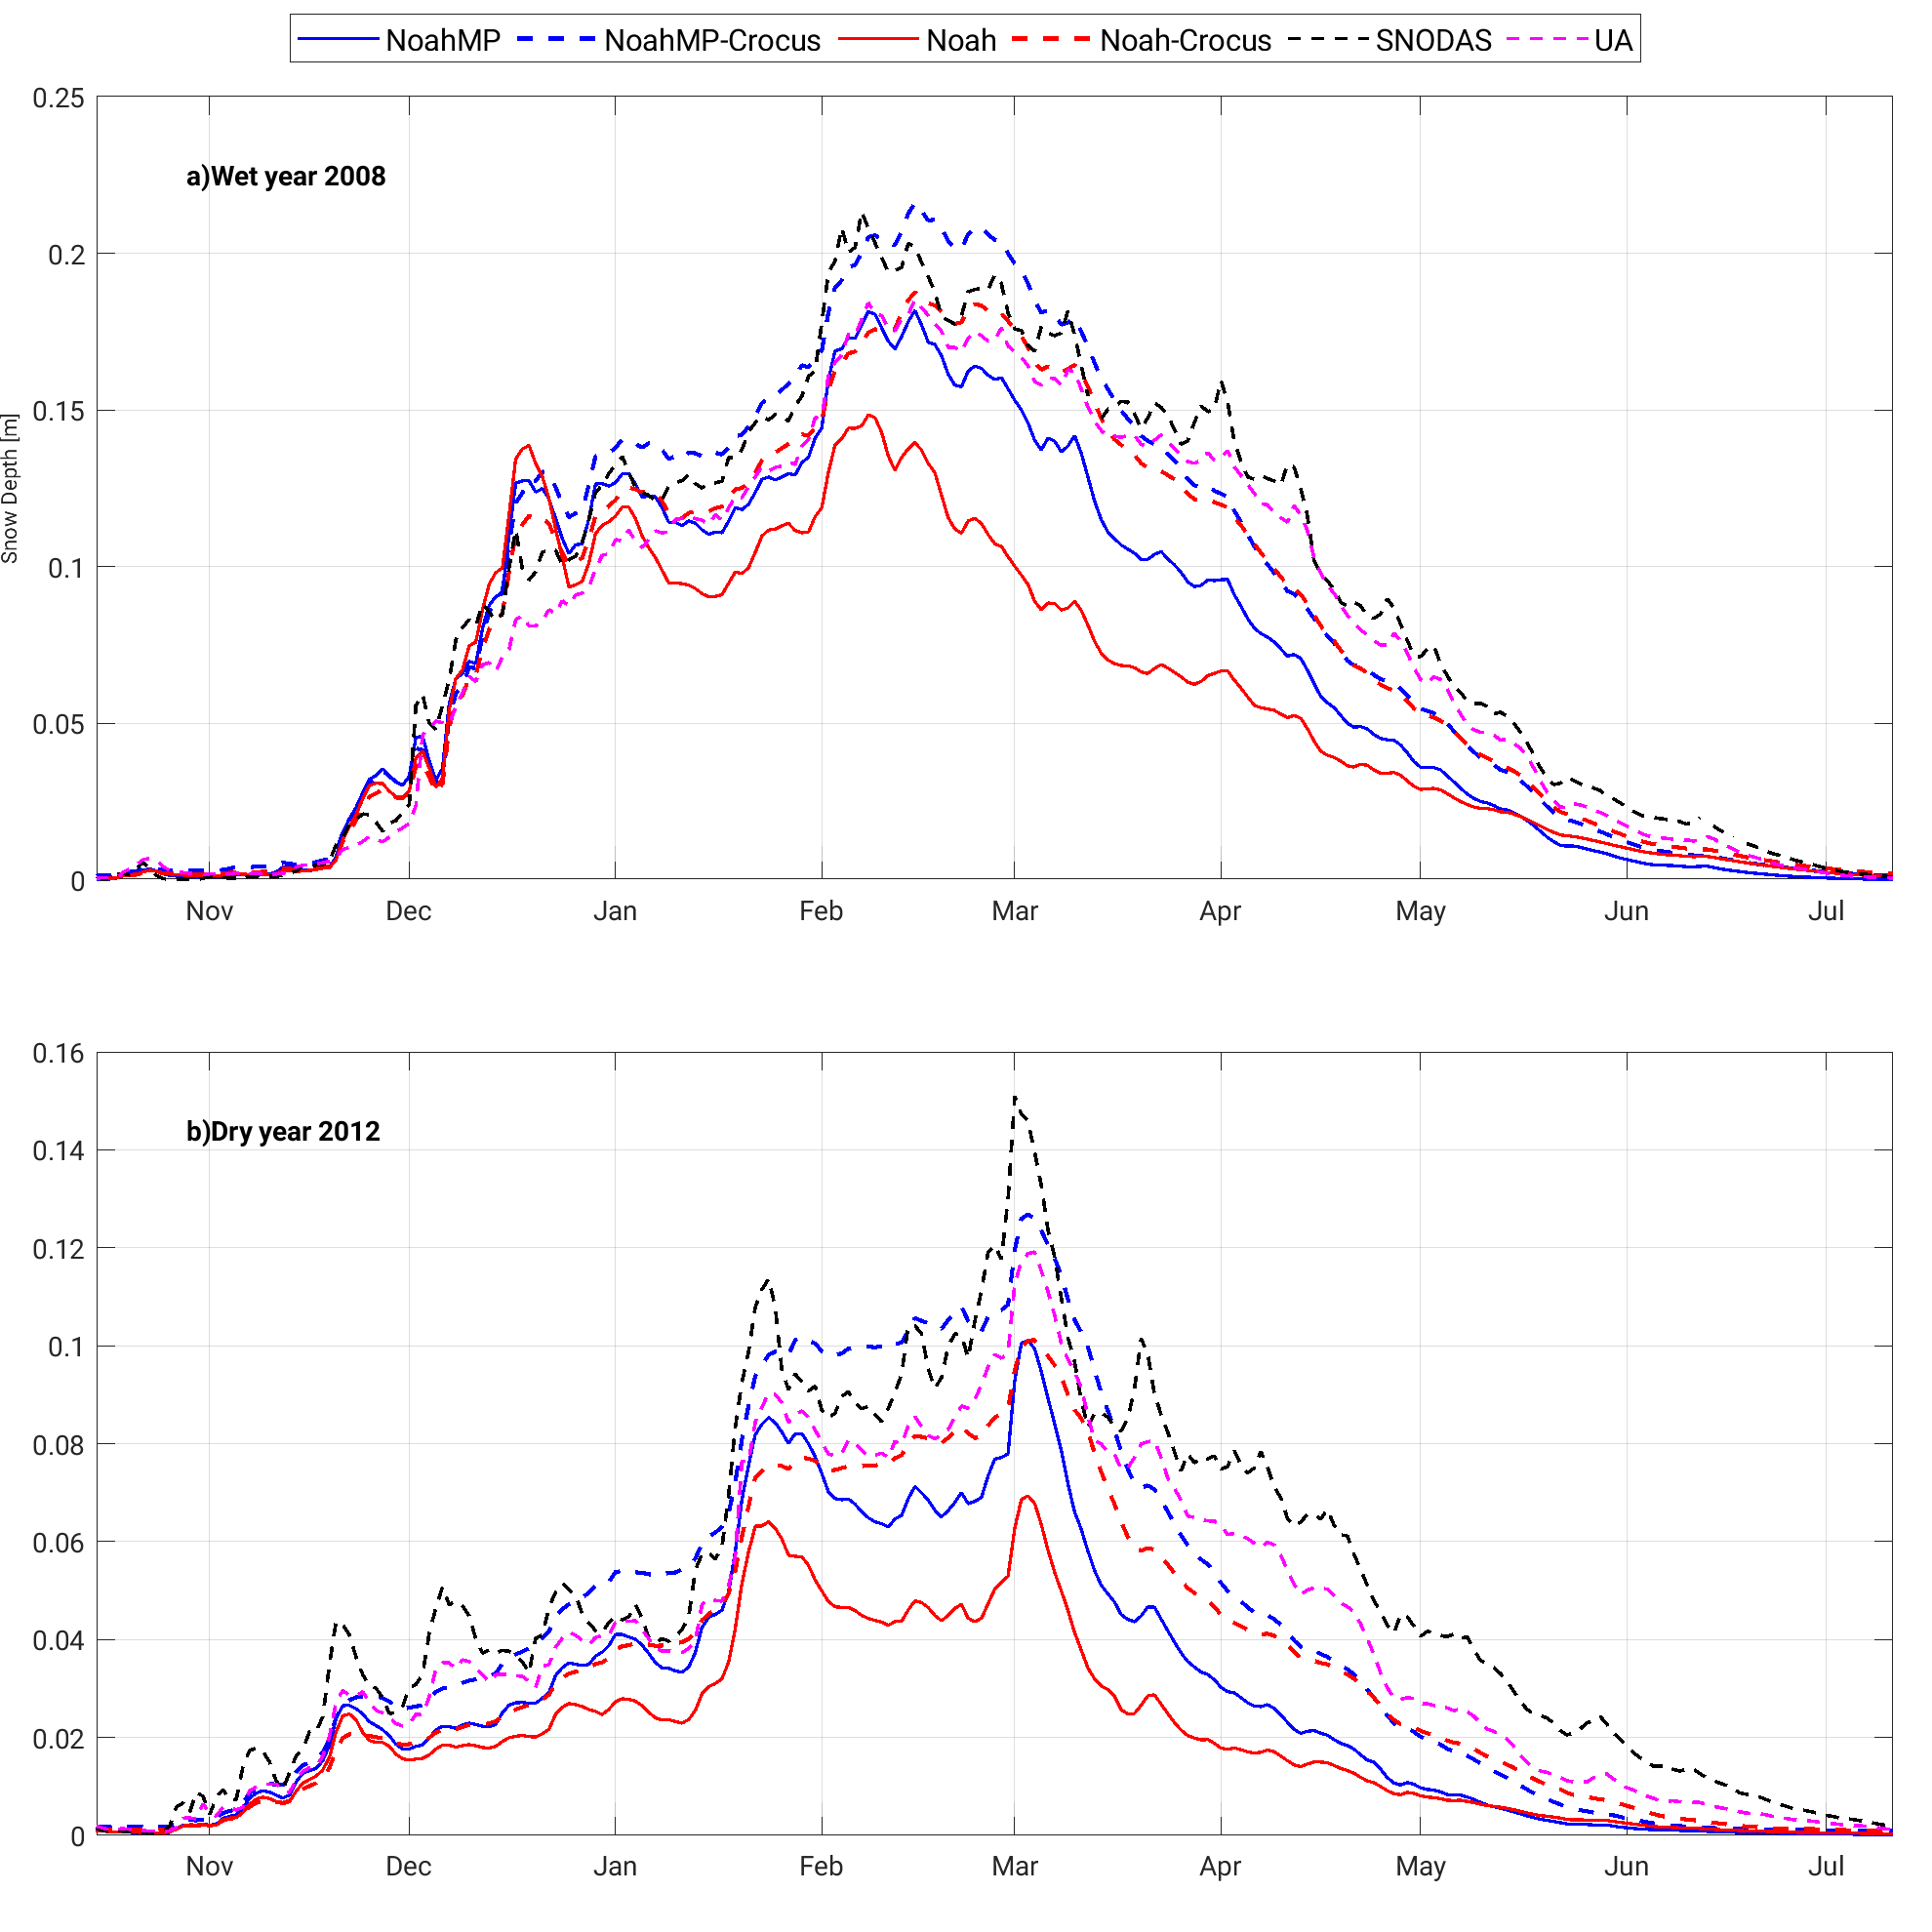 NoahMP NoahMP-Crocus Noah Noah-Crocus SNODAS UA
0.25
a)Wet year 2008
0.2
0.15
Snow Depth [m]
0.1
0.05
0
Nov Dec Jan Feb Mar Apr May Jun Jul
0.16
b)Dry year 2012
0.14
0.12
0.1
0.08
0.06
0.04
0.02
0
Nov Dec Jan Feb Mar Apr May Jun Jul